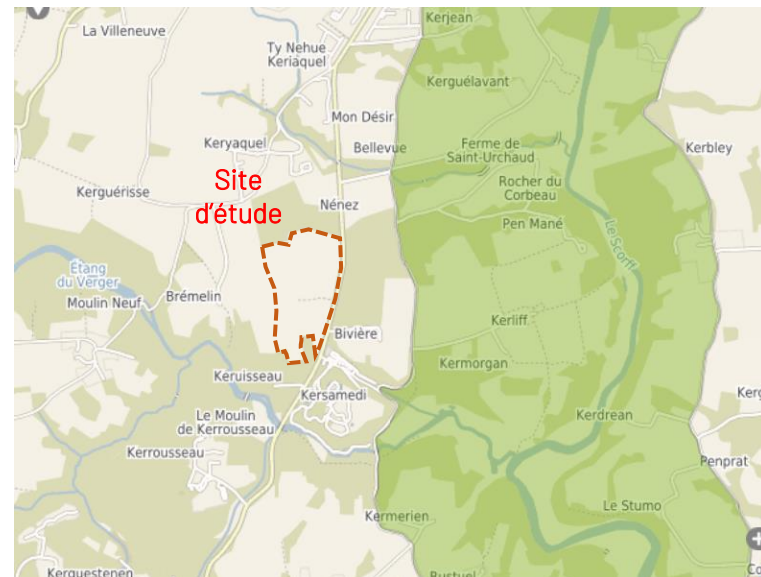 La Villeneuve
Kerjean
Ty Nehue
Keriaquel
Kerguélavant
Mon Désir
Keryaquel
Bellevue
Ferme de
Saint-Urchaud
Kerbley
Site
d'étude
Kerguérisse
Rocher du
Corbeau
Nénez
Pen Mané
Le Scorff
Étang
du Verger
Moulin Neuf
Brémelin
Bivière
Kerliff
Keruisseau
Kermorgan
Kersamedi
Le Moulin
de Kerrousseau
Kerdrean
Kerrousseau
Penprat
Le Stumo
Kermerien
Kerquestenen